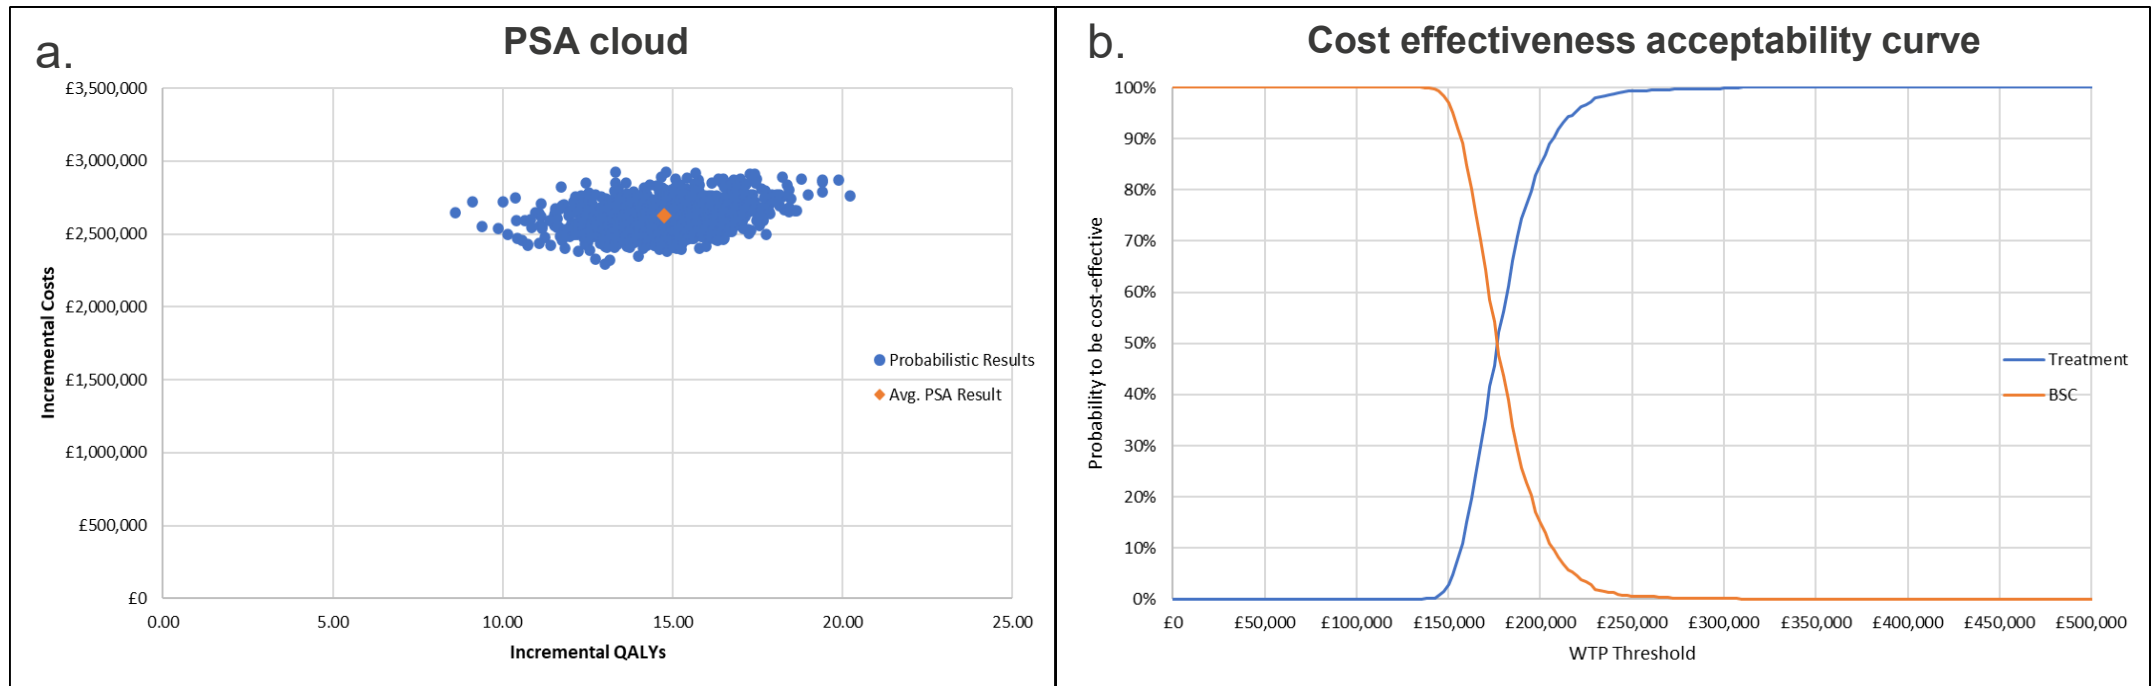 a.
PSA cloud
£3,500,000
£3,000,000
£2,500,000
£2,000,000
£1,500,000
£1,000,000
£500,000
£0
Incremental Costs
0.00 5.00 10.00 15.00 20.00 25.00
Incremental QALYs
Probabilistic Results
Avg. PSA Result
b.
Cost effectiveness acceptability curve
100%
90%
80%
70%
60%
50%
40%
30%
20%
10%
0%
Probability to be cost-effective
£0 £50,000 £100,000 £150,000 £200,000 £250,000 £300,000 £350,000 £400,000 £450,000 £500,000
WTP Threshold
Treatment
BSC